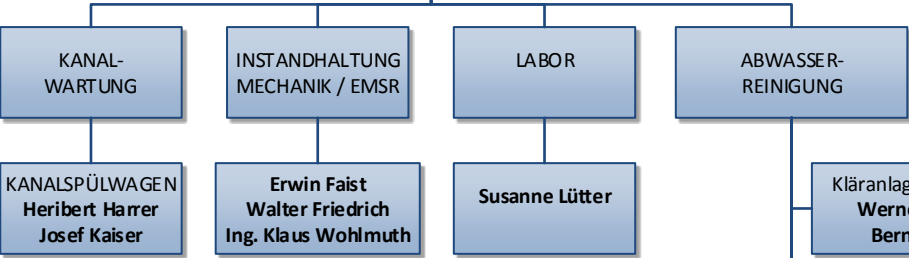 KANAL-
WARTUNG
INSTANDHALTUNG
MECHANIK / EMSR
LABOR
ABWASSER-
REINIGUNG
KANALSPÜLWAGEN
Heribert Harrer
Josef Kaiser
Erwin Faist
Walter Friedrich
Ing. Klaus Wohlmuth
Susanne Lütter